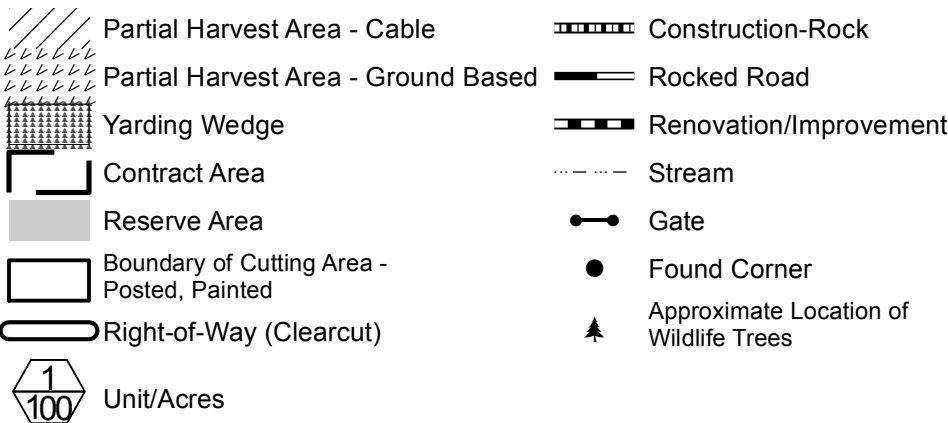 Partial Harvest Area - Cable
Partial Harvest Area - Ground Based
Yarding Wedge
Contract Area
Reserve Area
Boundary of Cutting Area -
Posted, Painted
Right-of-Way (Clearcut)
1
100
Unit/Acres
Construction-Rock
Rocked Road
Renovation/Improvement
Stream
Gate
Found Corner
Approximate Location of
Wildlife Trees